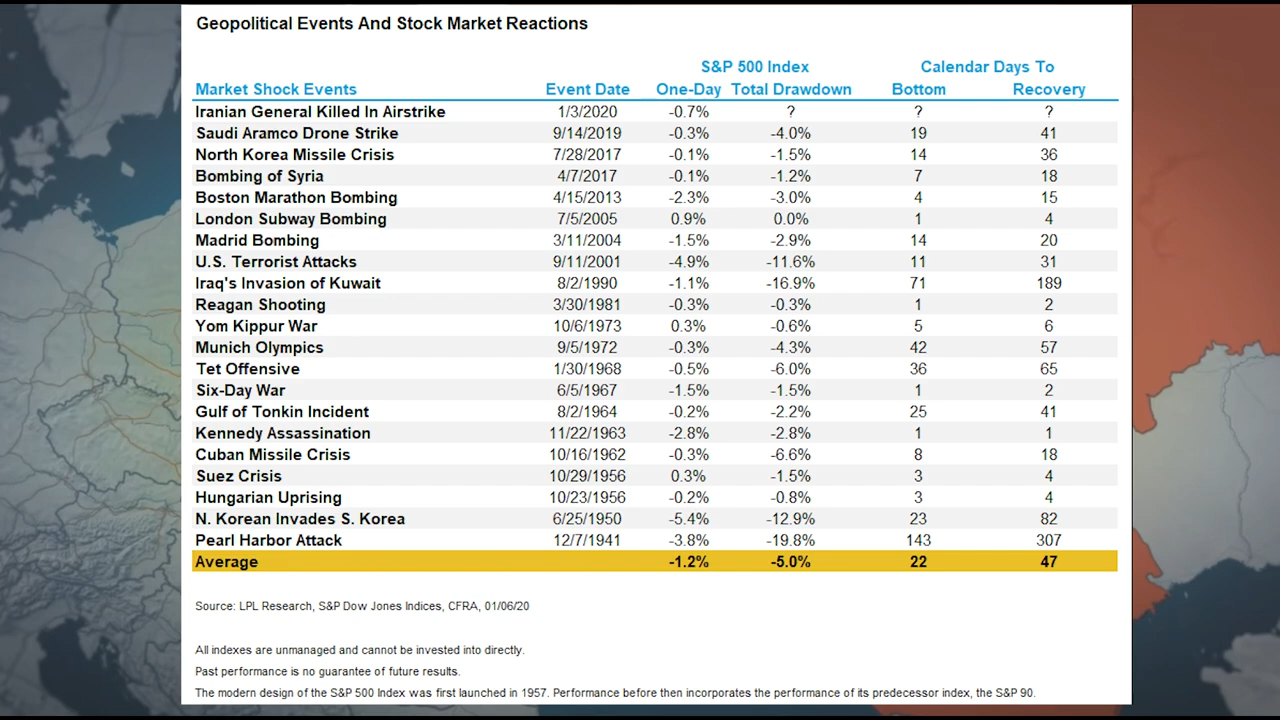 Geopolitical Events And Stock Market Reactions
S&P 500 Index Calendar Days To
Market Shock Events Event Date One-Day Total Drawdown Bottom Recovery
Iranian General Killed In Airstrike 1/3/2020 -0.7% ? ? ?
Saudi Aramco Drone Strike 9/14/2019 -0.3% -4.0% 19 41
North Korea Missile Crisis 7/28/2017 -0.1% -1.5% 14 36
Bombing of Syria 4/7/2017 -0.1% -1.2% 7 18
Boston Marathon Bombing 4/15/2013 -2.3% -3.0% 4 15
London Subway Bombing 7/5/2005 0.9% 0.0% 1 4
Madrid Bombing 3/11/2004 -1.5% -2.9% 14 20
U.S. Terrorist Attacks 9/11/2001 -4.9% -11.6% 11 31
Iraq's Invasion of Kuwait 8/2/1990 -1.1% -16.9% 71 189
Reagan Shooting 3/30/1981 -0.3% -0.3% 1 2
Yom Kippur War 10/6/1973 0.3% -0.6% 5 6
Munich Olympics 9/5/1972 -0.3% -4.3% 42 57
Tet Offensive 1/30/1968 -0.5% -6.0% 36 65
Six-Day War 6/5/1967 -1.5% -1.5% 1 2
Gulf of Tonkin Incident 8/2/1964 -0.2% -2.2% 25 41
Kennedy Assassination 11/22/1963 -2.8% -2.8% 1 1
Cuban Missile Crisis 10/16/1962 -0.3% -6.6% 8 18
Suez Crisis 10/29/1956 0.3% -1.5% 3 4
Hungarian Uprising 10/23/1956 -0.2% -0.8% 3 4
N. Korean Invades S. Korea 6/25/1950 -5.4% -12.9% 23 82
Pearl Harbor Attack 12/7/1941 -3.8% -19.8% 143 307
Average -1.2% -5.0% 22 47
Source: LPL Research, S&P Dow Jones Indices, CFRA, 01/06/20
All indexes are unmanaged and cannot be invested into directly.
Past performance is no guarantee of future results.
The modern design of the S&P 500 Index was first launched in 1957. Performance before then incorporates the performance of its predecessor index, the S&P 90.